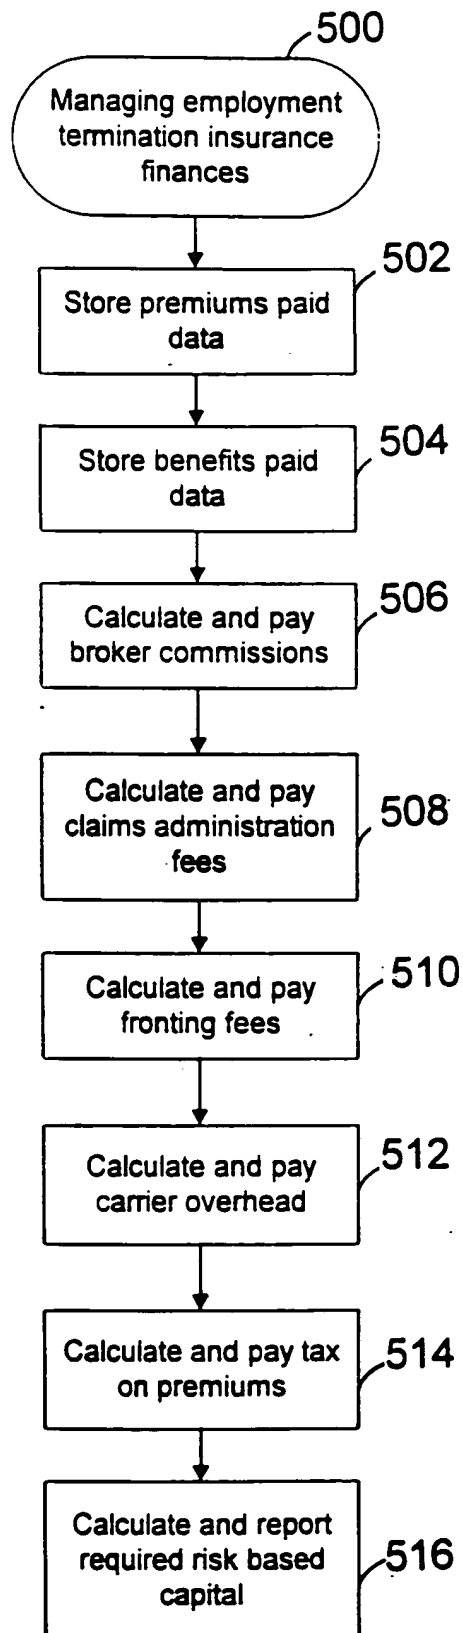 500
Managing employment
termination insurance
finances
502
Store premiums paid
data
504
Store benefits paid
data
506
Calculate and pay
broker commissions
508
Calculate and pay
claims administration
fees
510
Calculate and pay
fronting fees
512
Calculate and pay
carrier overhead
514
Calculate and pay tax
on premiums
516
Calculate and report
required risk based
capital